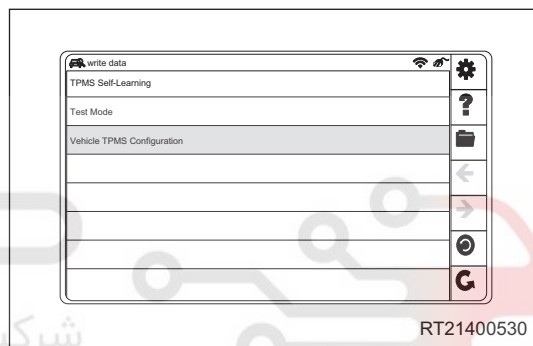 write data
TPMS Self-Learning
Test Mode
Vehicle TPMS Configuration
RT21400530